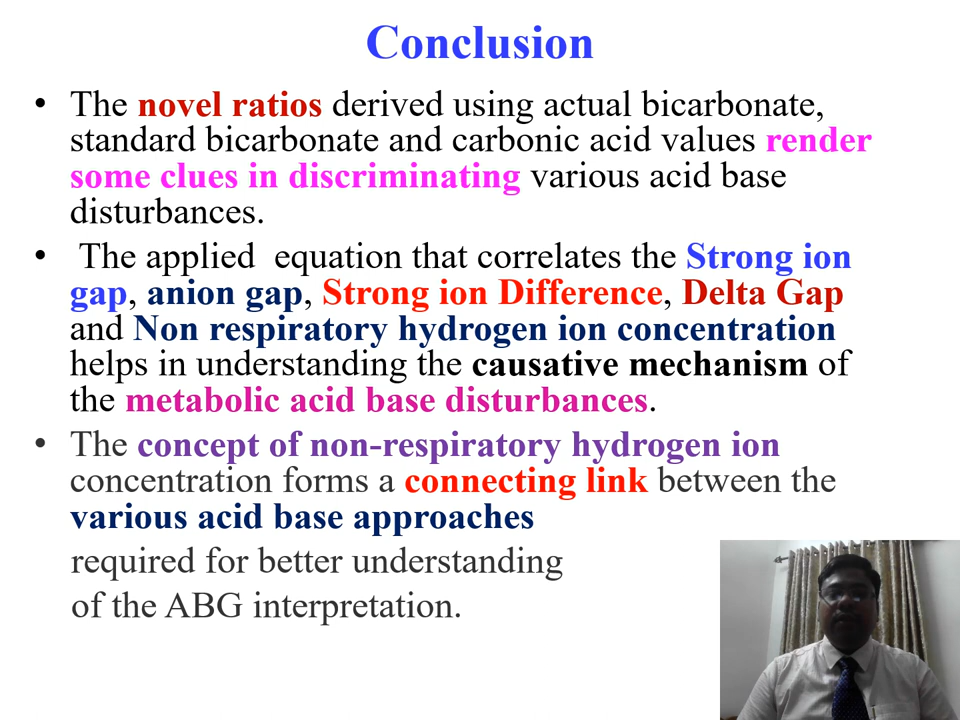 Conclusion
• The novel ratios derived using actual bicarbonate,
standard bicarbonate and carbonic acid values render
some clues in discriminating various acid base
disturbances.
• The applied equation that correlates the Strong ion
gap, anion gap, Strong ion Difference, Delta Gap
and Non respiratory hydrogen ion concentration
helps in understanding the causative mechanism of
the metabolic acid base disturbances.
• The concept of non-respiratory hydrogen ion
concentration forms a connecting link between the
various acid base approaches
required for better understanding
of the ABG interpretation.